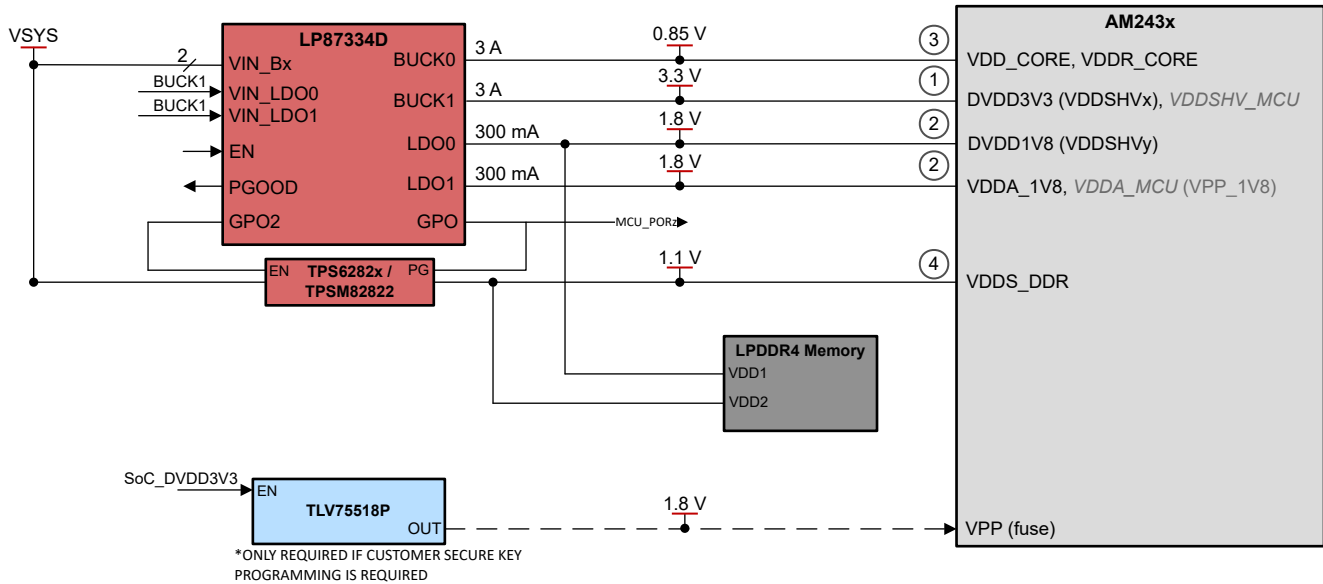 VSYS
2
BUCK1
BUCK1
LP87334D
VIN_Bx
VIN_LDO0
VIN_LDO1
EN
PGOOD
GPO2
BUCK0
BUCK1
LDO0
LDO1
GPO
3 A
3 A
300 mA
300 mA
MCU_PORz
0.85 V
3.3 V
1.8 V
1.8 V
1.1 V
3
1
2
2
4
AM243x
VDD_CORE, VDDR_CORE
DVDD3V3 (VDDSHVx), VDDSHV_MCU
DVDD1V8 (VDDSHVy)
VDDA_1V8, VDDA_MCU (VPP_1V8)
VDDS_DDR
VPP (fuse)
EN
TPS6282x /
TPSM82822
PG
LPDDR4 Memory
VDD1
VDD2
SoC_DVDD3V3
EN
TLV75518P
OUT
1.8 V
*ONLY REQUIRED IF CUSTOMER SECURE KEY
PROGRAMMING IS REQUIRED